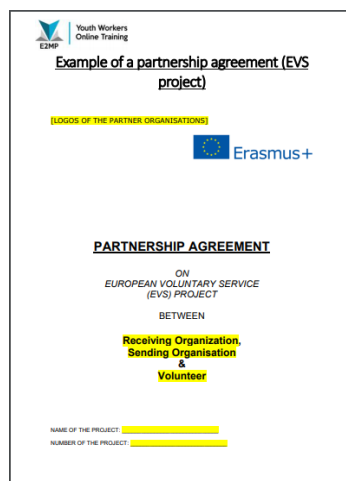 Youth Workers
Online Training
E2MP
Example of a partnership agreement (EVS
project)
[LOGOS OF THE PARTNER ORGANISATIONS]
Erasmus+
PARTNERSHIP AGREEMENT
ON
EUROPEAN VOLUNTARY SERVICE
(EVS) PROJECT
BETWEEN
Receiving Organization,
Sending Organisation
&
Volunteer
NAME OF THE PROJECT: ____________________
NUMBER OF THE PROJECT: ____________________